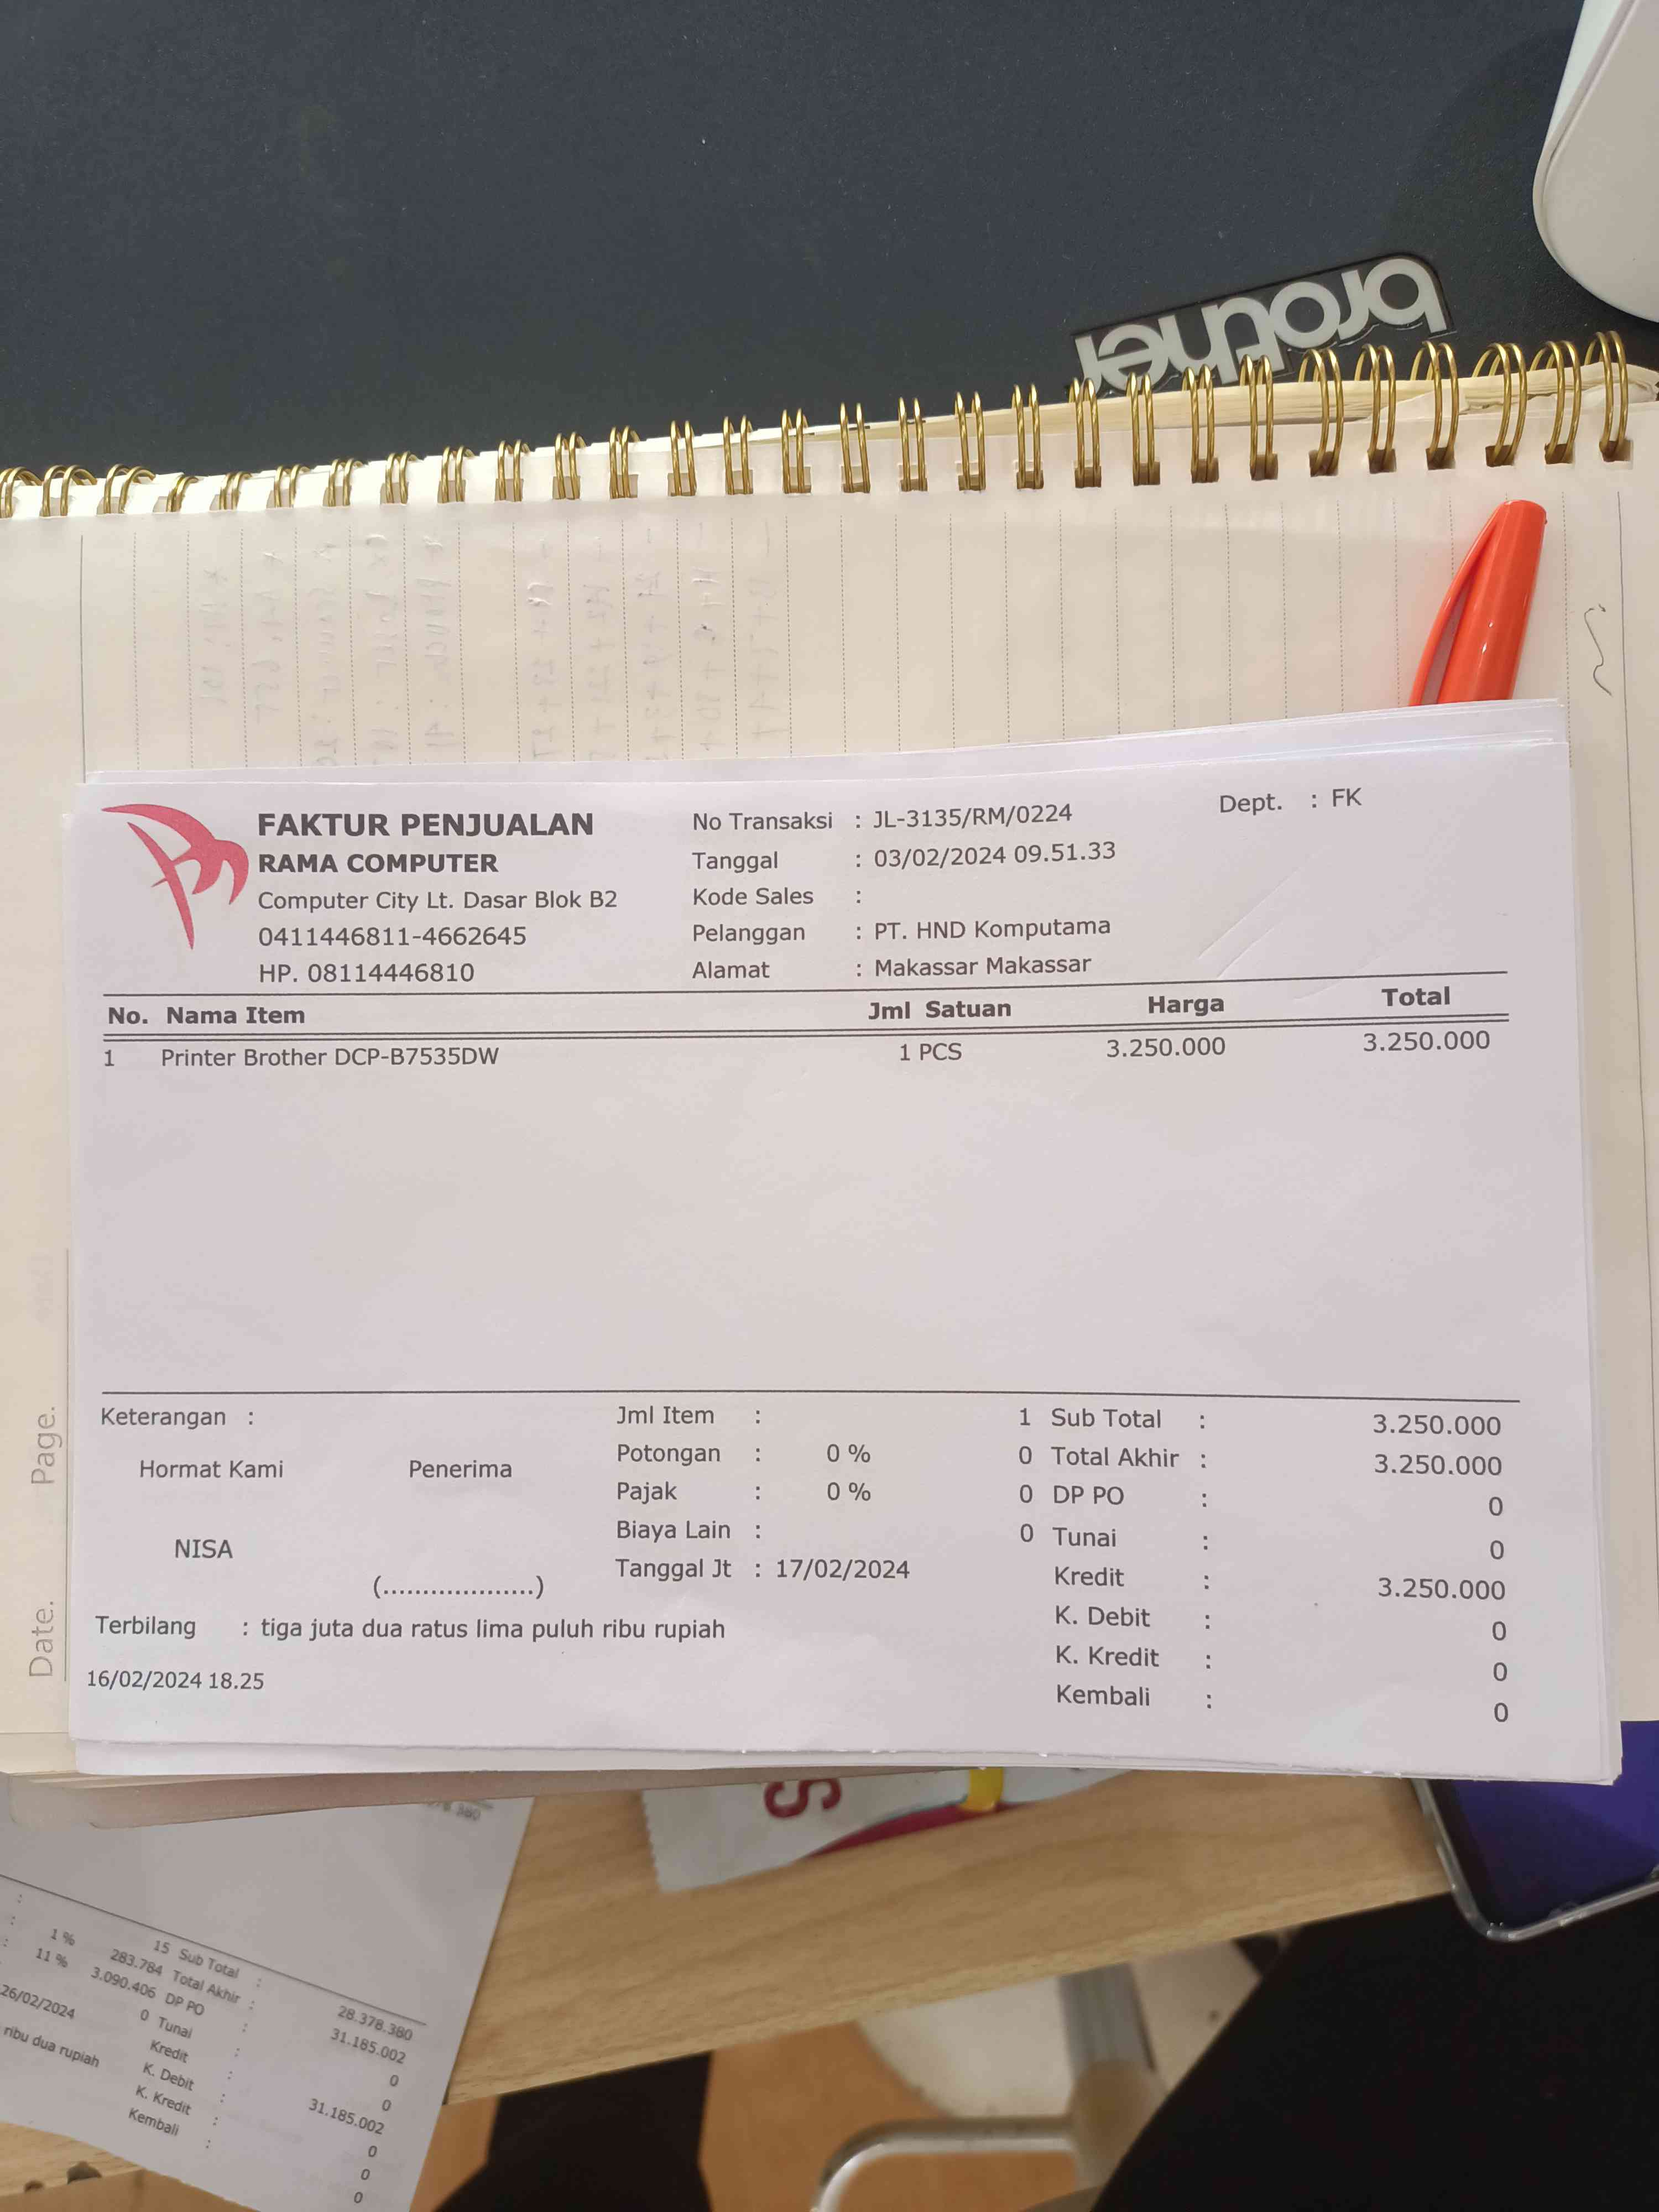 brother
FAKTUR PENJUALAN
RAMA COMPUTER
Computer City Lt. Dasar Blok B2
0411446811-4662645
HP. 08114446810
No Transaksi : JL-3135/RM/0224
Tanggal : 03/02/2024 09.51.33
Kode Sales :
Pelanggan : PT. HND Komputama
Alamat : Makassar Makassar
Dept. : FK
No. Nama Item Jml Satuan Harga Total
1 Printer Brother DCP-B7535DW 1 PCS 3.250.000 3.250.000
Keterangan :
Hormat Kami Penerima
NISA
(...................)
Jml Item : 1
Potongan : 0 % 0
Pajak : 0 % 0
Biaya Lain : 0
Tanggal Jt : 17/02/2024
Sub Total : 3.250.000
Total Akhir : 3.250.000
DP PO : 0
Tunai : 0
Kredit : 3.250.000
K. Debit : 0
K. Kredit : 0
Kembali : 0
Terbilang : tiga juta dua ratus lima puluh ribu rupiah
16/02/2024 18.25
Page.
Date.
S
: 15 Sub Total : 28.378.380
: 1 % 283.784 Total Akhir : 31.185.002
: 11 % 3.090.406 DP PO : 0
0 Tunai : 0
26/02/2024 Kredit : 31.185.002
ribu dua rupiah K. Debit : 0
K. Kredit : 0
Kembali : 0